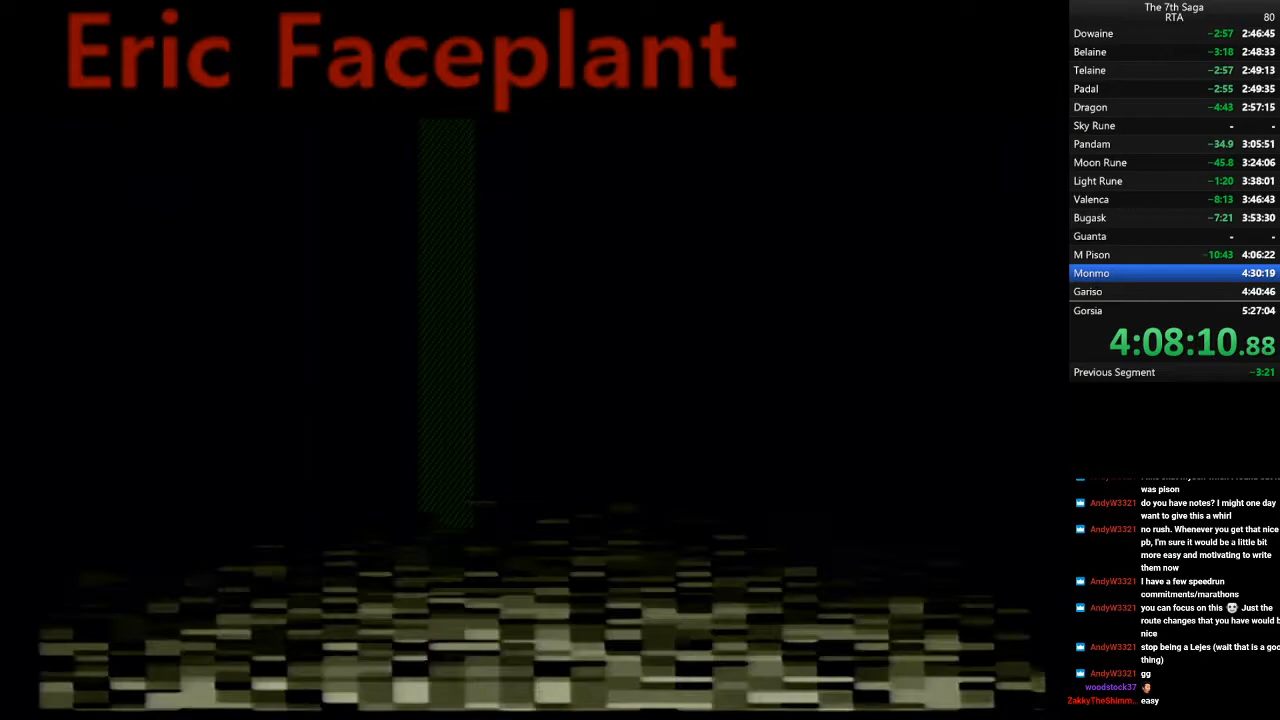 Eric Faceplant
The 7th Saga
RTA 80
Dowaine -2:57 2:46:45
Belaine -3:18 2:48:33
Telaine -2:57 2:49:13
Padal -2:55 2:49:35
Dragon -4:43 2:57:15
Sky Rune - -
Pandam -34.9 3:05:51
Moon Rune -45.8 3:24:06
Light Rune -1:20 3:38:01
Valenca -8:13 3:46:43
Bugask -7:21 3:53:30
Guanta - -
M Pison -10:43 4:06:22
Monmo 4:30:19
Gariso 4:40:46
Gorsia 5:27:04
4:08:10.88
Previous Segment -3:21
was pison
AndyW3321 do you have notes? I might one day
want to give this a whirl
AndyW3321 no rush. Whenever you get that nice
pb, I'm sure it would be a little bit
more easy and motivating to write
them now
AndyW3321 I have a few speedrun
commitments/marathons
AndyW3321 you can focus on this Just the
route changes that you have would b
nice
AndyW3321 stop being a Lejes (wait that is a goo
thing)
AndyW3321 gg
woodstock37
ZakkyTheShimm... easy